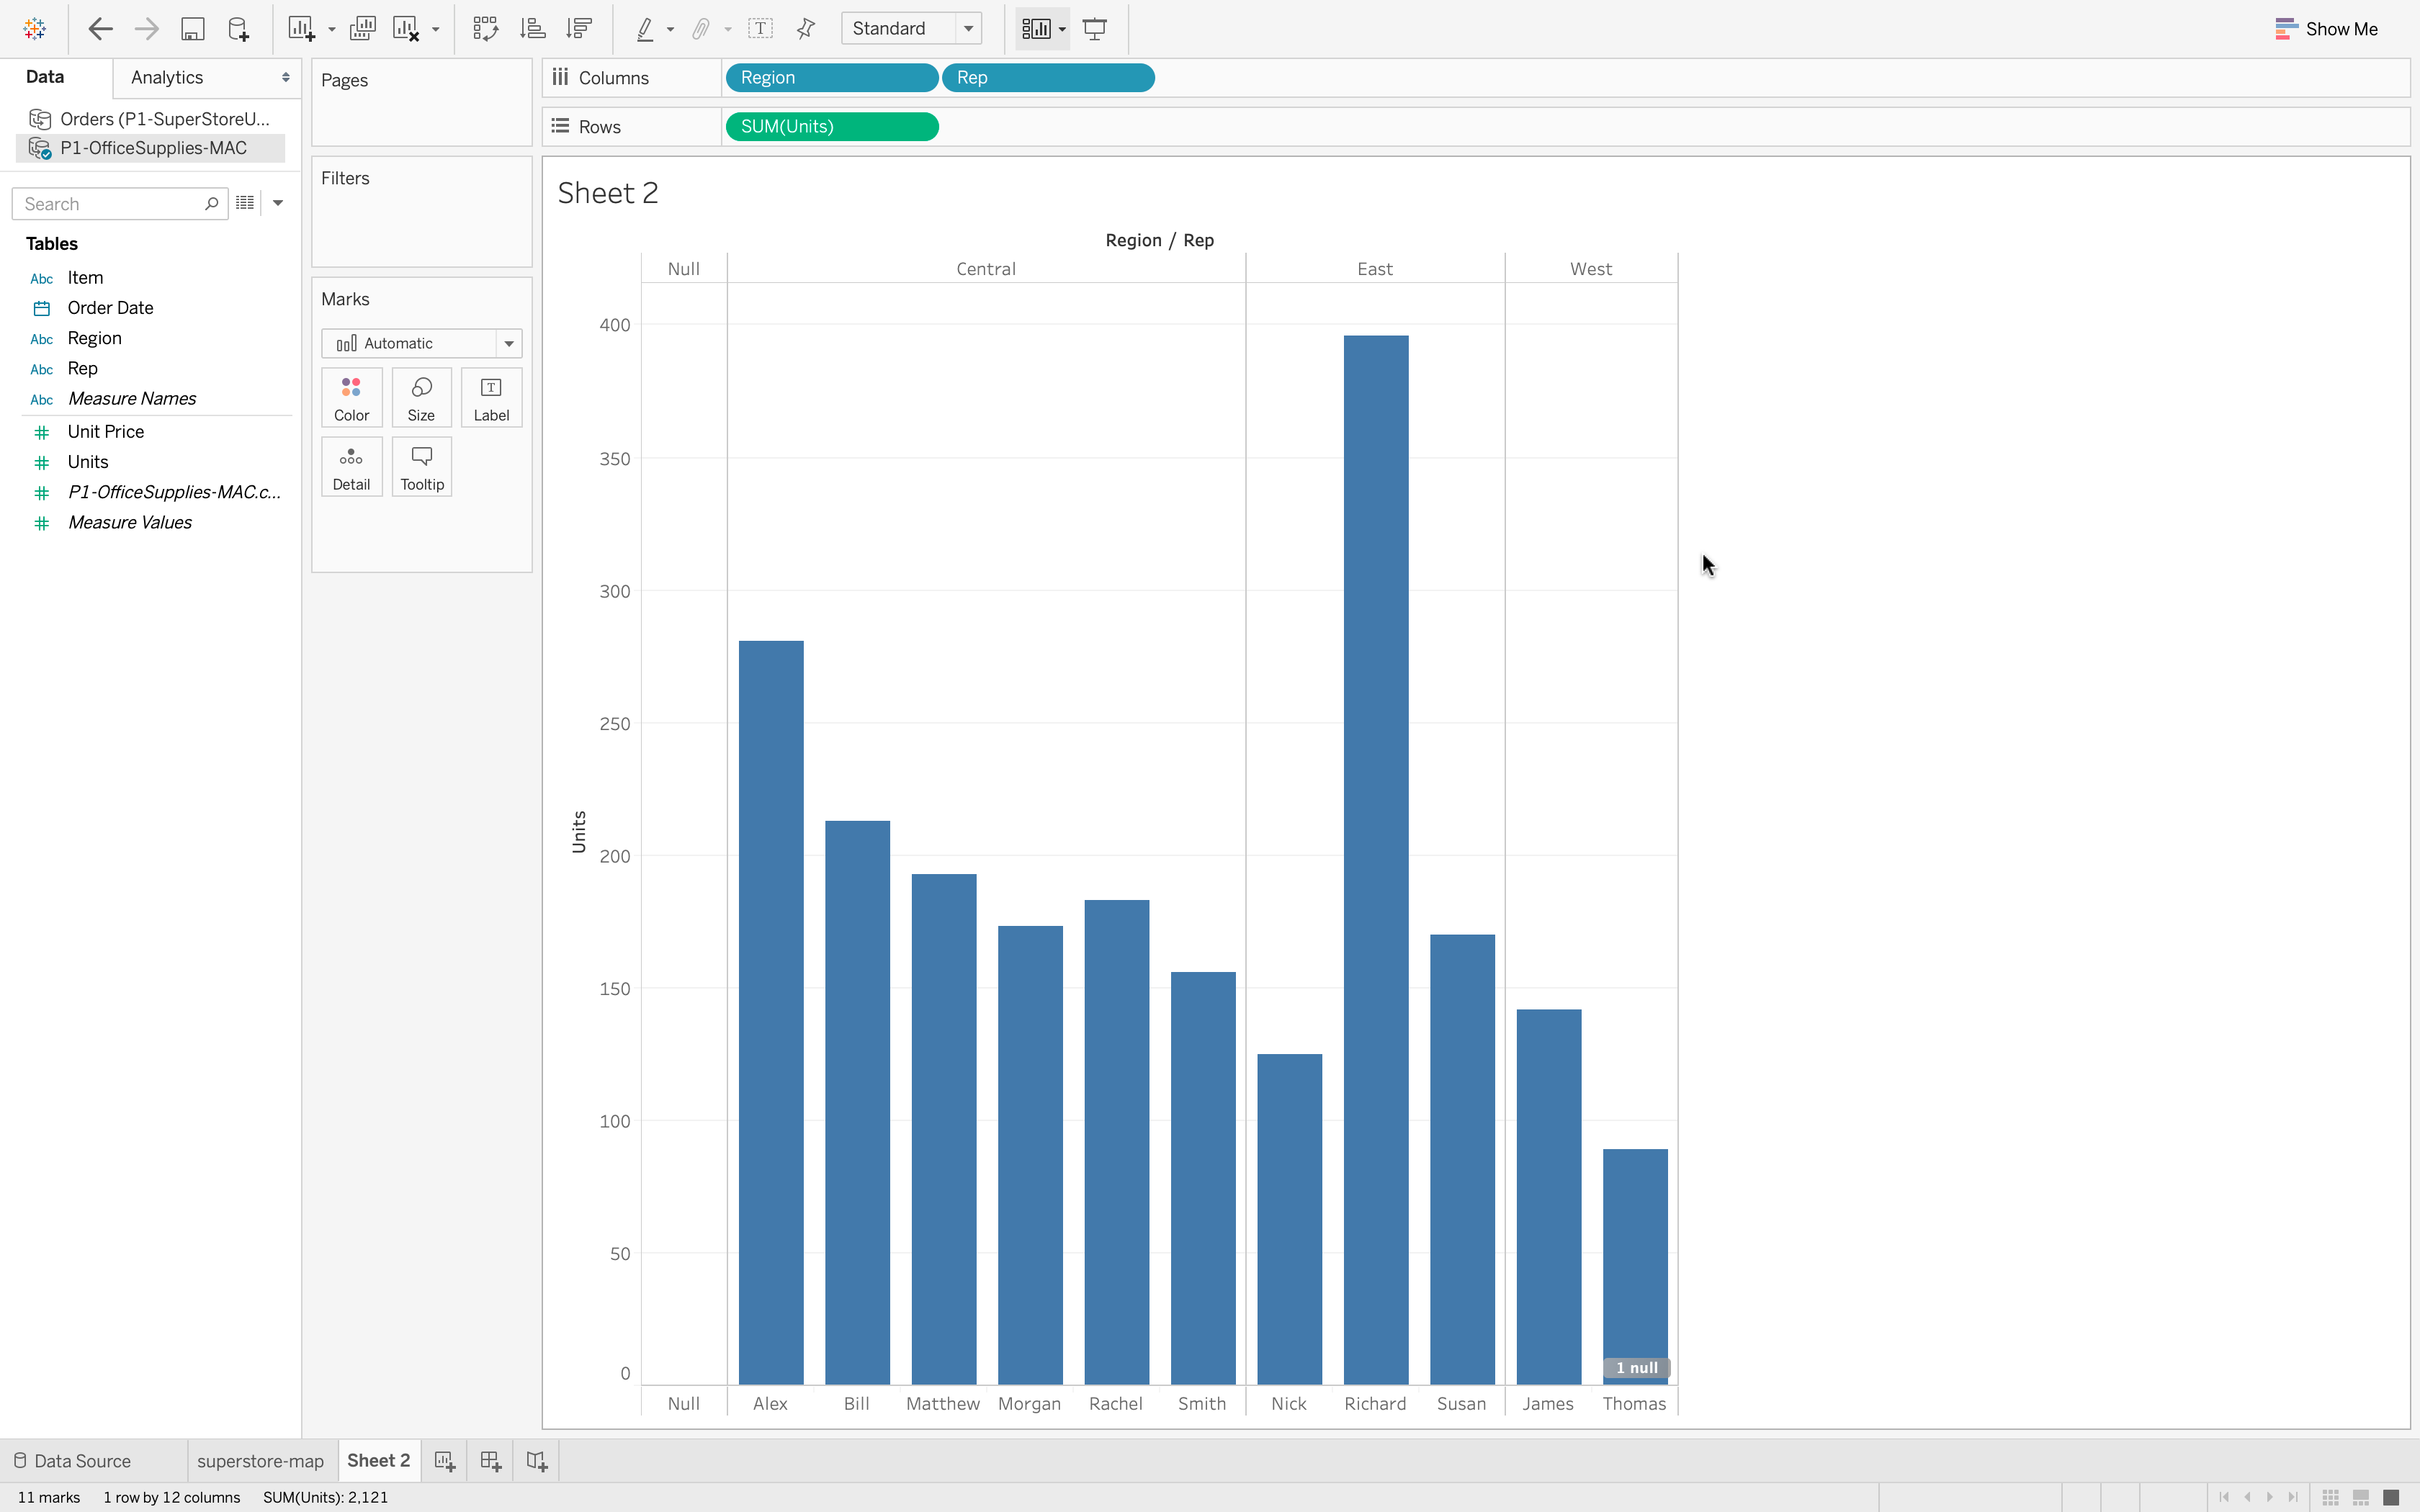 Standard
Show Me
Data
Analytics
Orders (P1-SuperStoreU...
P1-OfficeSupplies-MAC
Search
Tables
Abc Item
Order Date
Abc Region
Abc Rep
Abc Measure Names
# Unit Price
# Units
# P1-OfficeSupplies-MAC.c...
# Measure Values
Pages
Filters
Marks
Automatic
Color
Size
T
Label
Detail
Tooltip
Columns
Region
Rep
Rows
SUM(Units)
Sheet 2
Region / Rep
Null
Central
East
West
Units
400
350
300
250
200
150
100
50
0
1 null
Null
Alex
Bill
Matthew
Morgan
Rachel
Smith
Nick
Richard
Susan
James
Thomas
Data Source
superstore-map
Sheet 2
11 marks
1 row by 12 columns
SUM(Units): 2,121